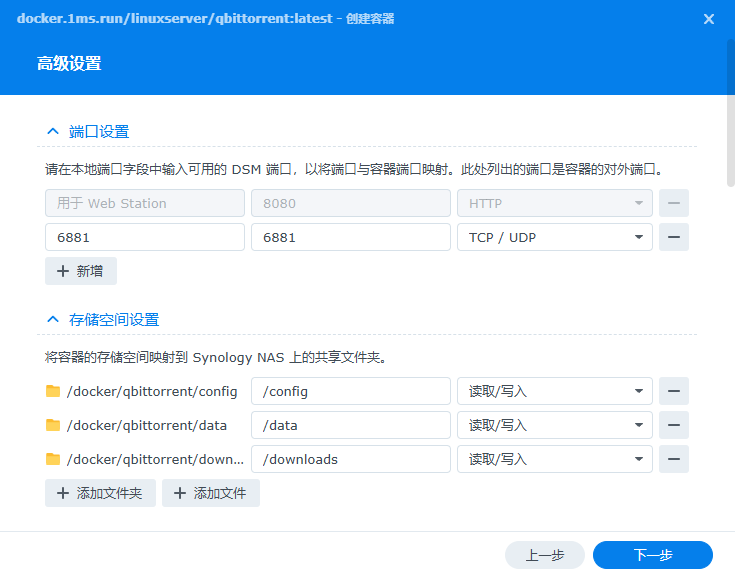 docker.1ms.run/linuxserver/qbittorrent:latest - 创建容器
高级设置
端口设置
请在本地端口字段中输入可用的 DSM 端口，以将端口与容器端口映射。此处列出的端口是容器的对外端口。
用于 Web Station 8080 HTTP
6881 6881 TCP / UDP
新增
存储空间设置
将容器的存储空间映射到 Synology NAS 上的共享文件夹。
/docker/qbittorrent/config /config 读取/写入
/docker/qbittorrent/data /data 读取/写入
/docker/qbittorrent/down... /downloads 读取/写入
添加文件夹 添加文件
上一步 下一步